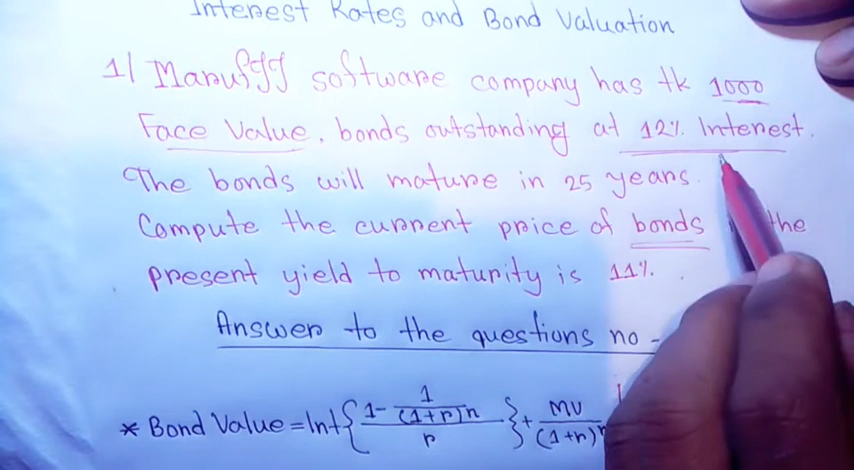 Interest Rates and Bond Valuation
1| Marufff software company has tk 1000
Face Value. bonds outstanding at 12% Interest.
The bonds will mature in 25 years.
Compute the current price of bonds the
present yield to maturity is 11%.
Answer to the questions no -
* Bond Value = Int{ (1 - 1/(1+r)n) / r } + MV/(1+r)n